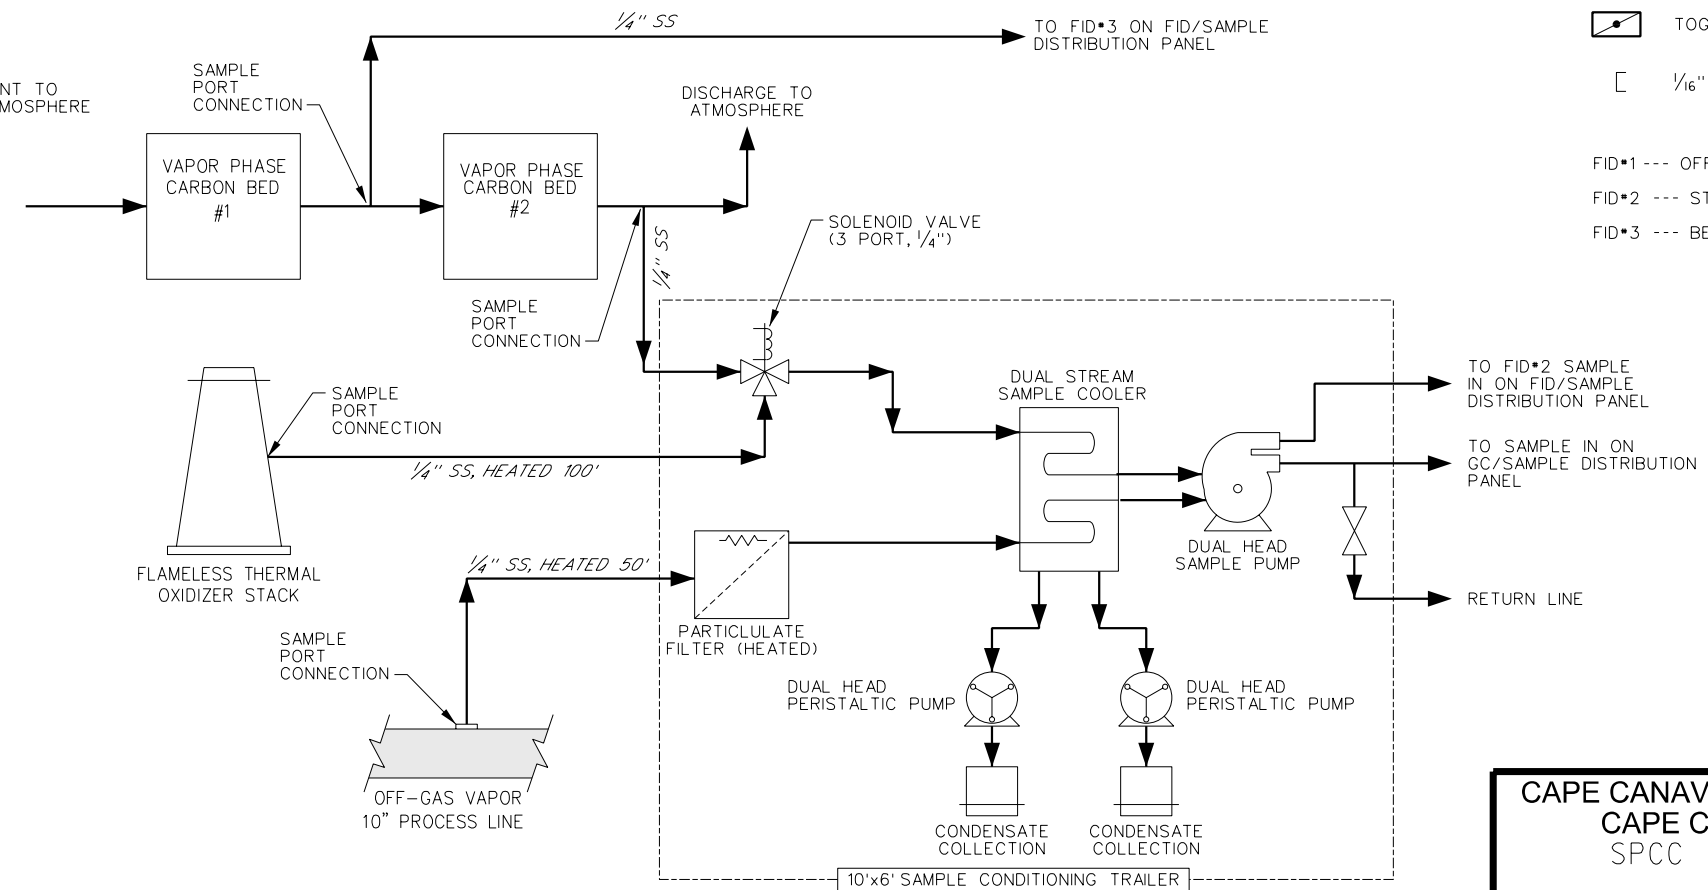 1/4" SS
TO FID#3 ON FID/SAMPLE
DISTRIBUTION PANEL
TOG
1/16"
SAMPLE
PORT
CONNECTION
NT TO
MOSPHERE
DISCHARGE TO
ATMOSPHERE
VAPOR PHASE
CARBON BED
#1
VAPOR PHASE
CARBON BED
#2
FID#1 --- OFF
FID#2 --- ST
FID#3 --- BE
SOLENOID VALVE
(3 PORT, 1/4")
1/4" SS
SAMPLE
PORT
CONNECTION
SAMPLE
PORT
CONNECTION
DUAL STREAM
SAMPLE COOLER
TO FID#2 SAMPLE
IN ON FID/SAMPLE
DISTRIBUTION PANEL
1/4" SS, HEATED 100'
TO SAMPLE IN ON
GC/SAMPLE DISTRIBUTION
PANEL
FLAMELESS THERMAL
OXIDIZER STACK
1/4" SS, HEATED 50'
DUAL HEAD
SAMPLE PUMP
RETURN LINE
PARTICLULATE
FILTER (HEATED)
SAMPLE
PORT
CONNECTION
DUAL HEAD
PERISTALTIC PUMP
DUAL HEAD
PERISTALTIC PUMP
OFF-GAS VAPOR
10" PROCESS LINE
CONDENSATE
COLLECTION
CONDENSATE
COLLECTION
10'x6' SAMPLE CONDITIONING TRAILER
CAPE CANAV
CAPE C
SPCC